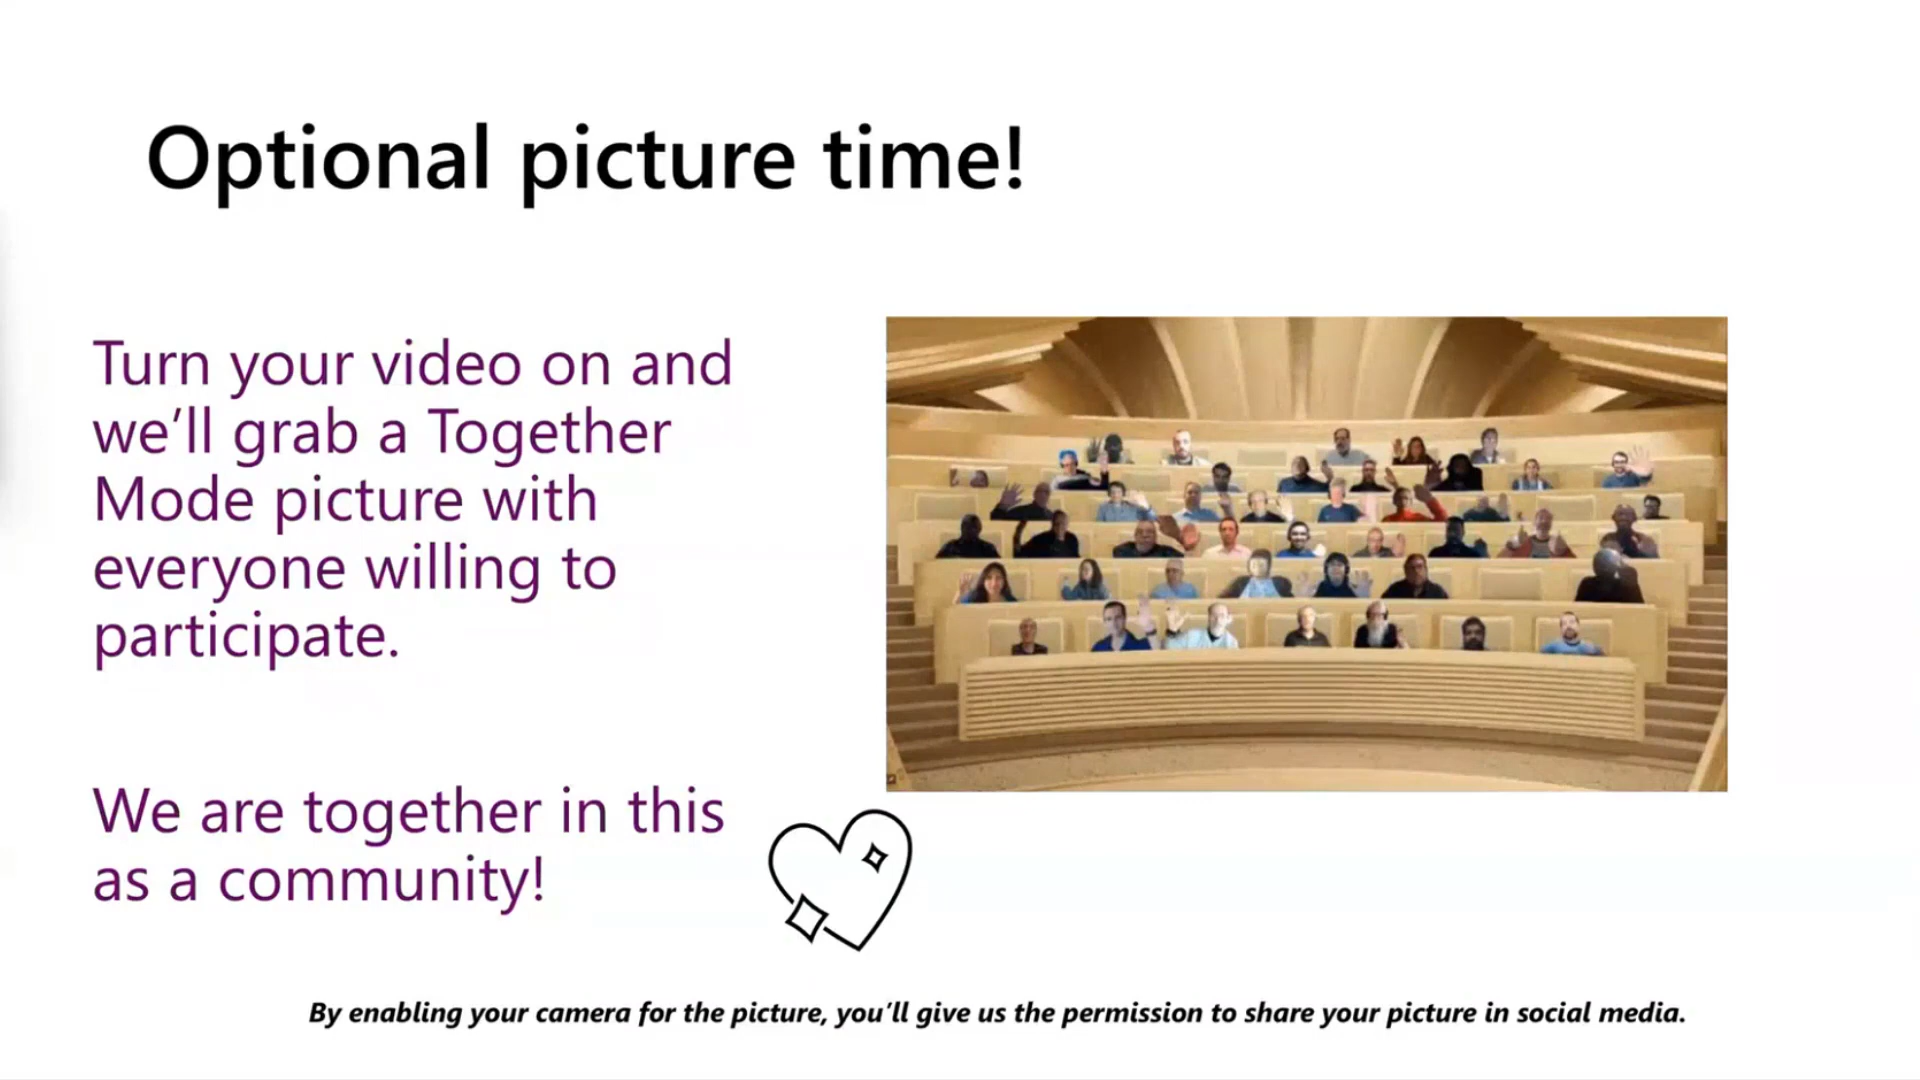 Optional picture time!
Turn your video on and
we’ll grab a Together
Mode picture with
everyone willing to
participate.
We are together in this
as a community!
By enabling your camera for the picture, you’ll give us the permission to share your picture in social media.